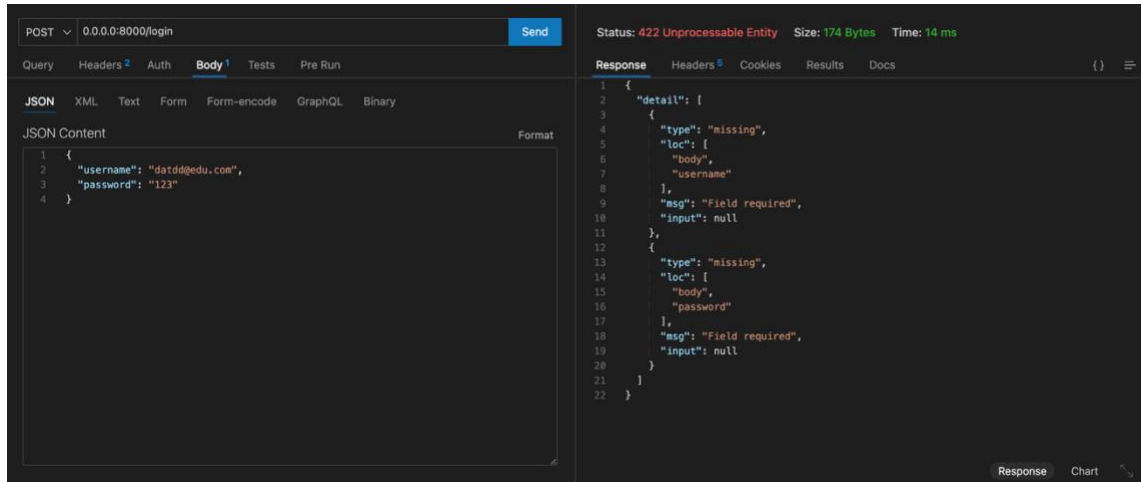 POST 0.0.0.0:8000/login Send
Query Headers 2 Auth Body 1 Tests Pre Run
JSON XML Text Form Form-encode GraphQL Binary
JSON Content Format
1 {
2 "username": "datdd@edu.com",
3 "password": "123"
4 }
Status: 422 Unprocessable Entity Size: 174 Bytes Time: 14 ms
Response Headers 5 Cookies Results Docs {}
1 {
2 "detail": [
3 {
4 "type": "missing",
5 "loc": [
6 "body",
7 "username"
8 ],
9 "msg": "Field required",
10 "input": null
11 },
12 {
13 "type": "missing",
14 "loc": [
15 "body",
16 "password"
17 ],
18 "msg": "Field required",
19 "input": null
20 }
21 ]
22 }
Response Chart